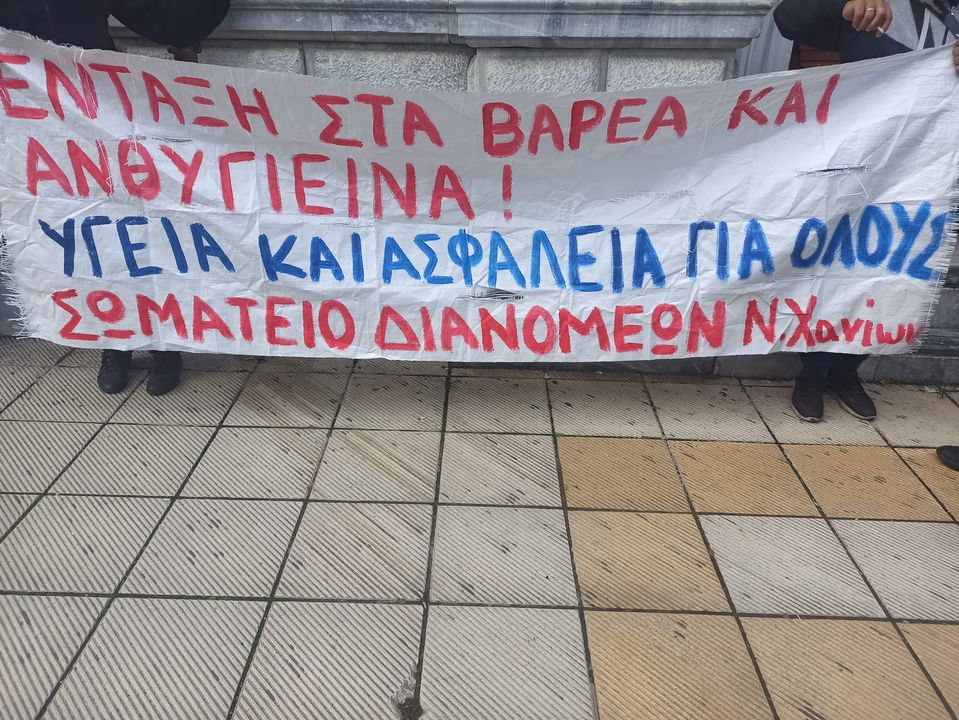 ΕΝΤΑΞΗ ΣΤΑ ΒΑΡΕΑ ΚΑΙ
ΑΝΘΥΓΙΕΙΝΑ!
ΥΓΕΙΑ ΚΑΙ ΑΣΦΑΛΕΙΑ ΓΙΑ ΟΛΟΥΣ
ΣΩΜΑΤΕΙΟ ΔΙΑΝΟΜΕΩΝ Ν. Χανίων